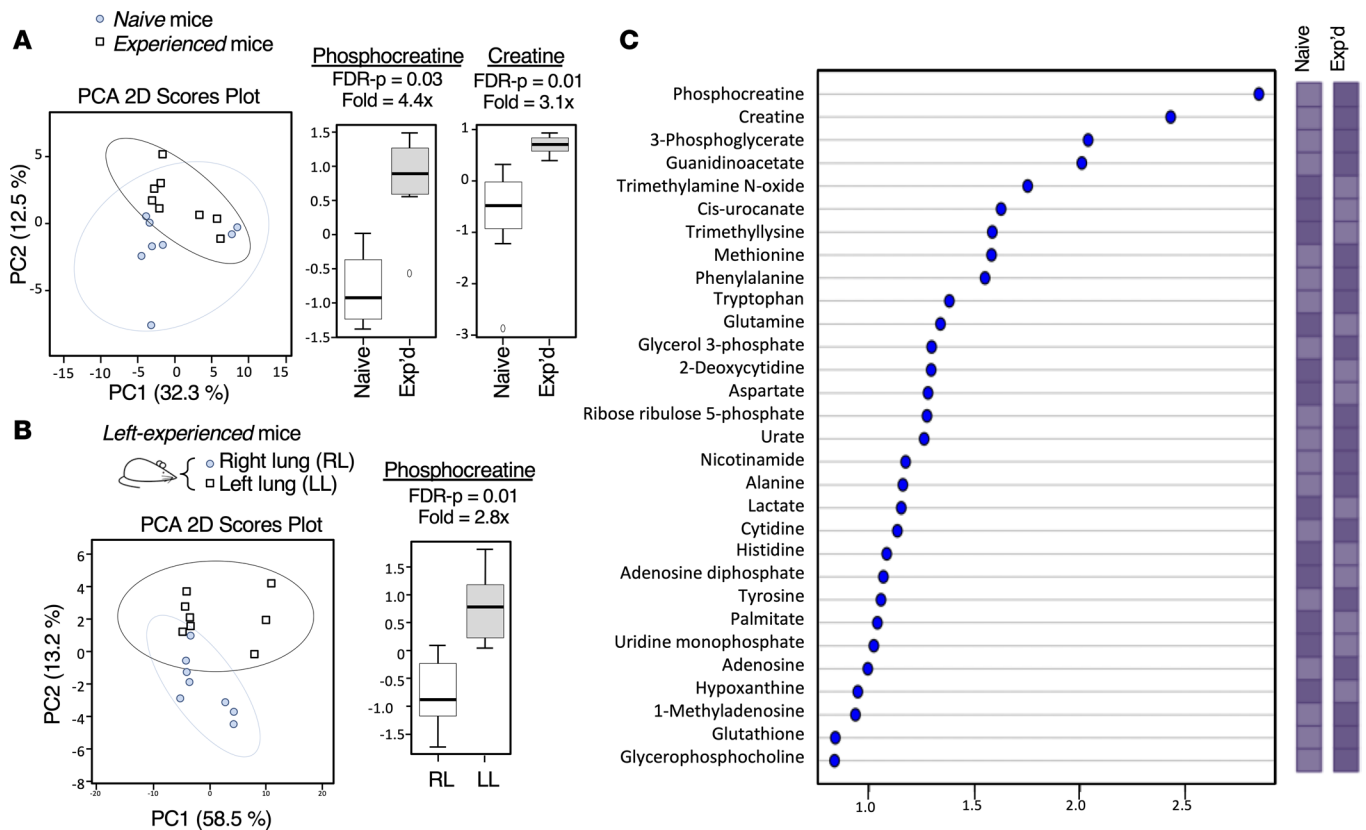 A
Naive mice
Experienced mice
PCA 2D Scores Plot
PC2 (12.5 %)
5
0
-5
-15
-10
-5
0
5
10
15
PC1 (32.3 %)
Phosphocreatine
FDR-p = 0.03
Fold = 4.4x
1.5
1.0
0.5
0
-0.5
-1.0
-1.5
Naive
Exp'd
Creatine
FDR-p = 0.01
Fold = 3.1x
1
0
-1
-2
-3
Naive
Exp'd
B
Left-experienced mice
Right lung (RL)
Left lung (LL)
PCA 2D Scores Plot
PC2 (13.2 %)
6
4
2
0
-2
-4
-6
-8
-20
-10
0
10
20
PC1 (58.5 %)
Phosphocreatine
FDR-p = 0.01
Fold = 2.8x
1.5
1.0
0.5
0
-0.5
-1.0
-1.5
RL
LL
C
Naive
Exp'd
Phosphocreatine
Creatine
3-Phosphoglycerate
Guanidinoacetate
Trimethylamine N-oxide
Cis-urocanate
Trimethyllysine
Methionine
Phenylalanine
Tryptophan
Glutamine
Glycerol 3-phosphate
2-Deoxycytidine
Aspartate
Ribose ribulose 5-phosphate
Urate
Nicotinamide
Alanine
Lactate
Cytidine
Histidine
Adenosine diphosphate
Tyrosine
Palmitate
Uridine monophosphate
Adenosine
Hypoxanthine
1-Methyladenosine
Glutathione
Glycerophosphocholine
1.0
1.5
2.0
2.5